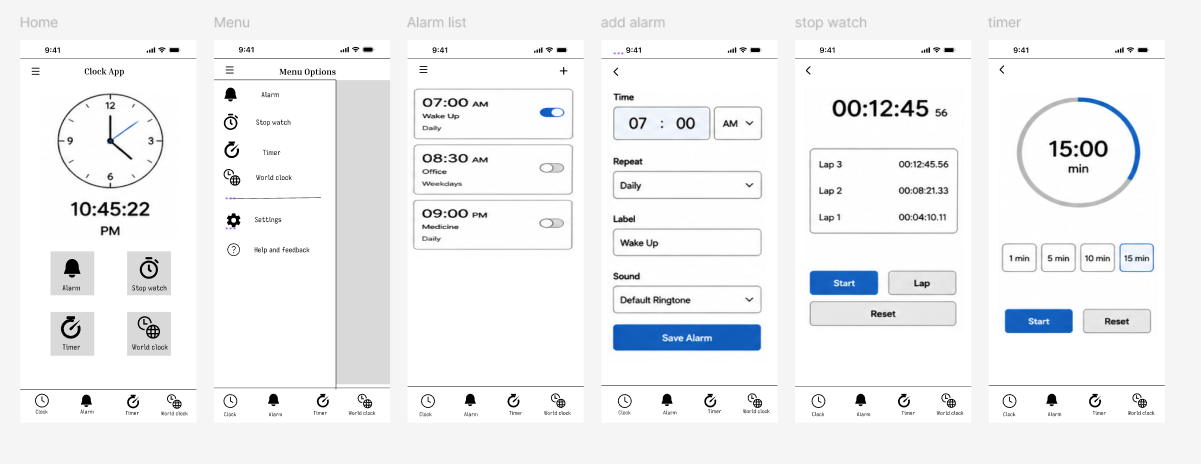 Home
9:41
Clock App
12
9
3
6
10:45:22
PM
Alarm
Stop watch
Timer
World clock
Clock
Alarm
Timer
World clock
Menu
9:41
Menu Options
Alarm
Stop watch
Timer
World clock
Settings
? Help and feedback
Clock
Alarm
Timer
World clock
Alarm list
9:41
+
07:00 AM
Wake Up
Daily
08:30 AM
Office
Weekdays
09:00 PM
Medicine
Daily
Clock
Alarm
Timer
World clock
add alarm
9:41
Time
07 : 00 AM
Repeat
Daily
Label
Wake Up
Sound
Default Ringtone
Save Alarm
Clock
Alarm
Timer
World clock
stop watch
9:41
00:12:45 56
Lap 3 00:12:45.56
Lap 2 00:08:21.33
Lap 1 00:04:10.11
Start
Lap
Reset
Clock
Alarm
Timer
World clock
timer
9:41
15:00
min
1 min
5 min
10 min
15 min
Start
Reset
Clock
Alarm
Timer
World clock